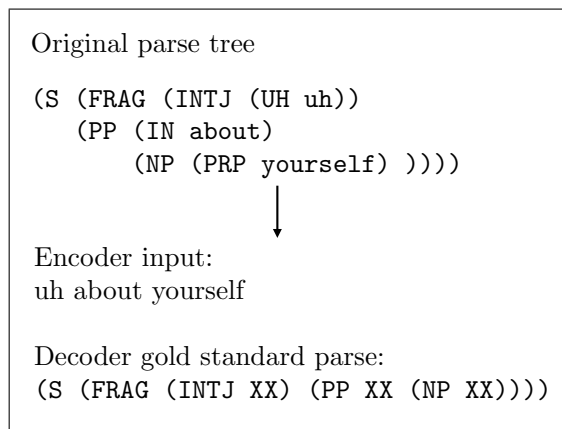 Original parse tree
(S (FRAG (INTJ (UH uh))
(PP (IN about)
(NP (PRP yourself) ))))
Encoder input:
uh about yourself
Decoder gold standard parse:
(S (FRAG (INTJ XX) (PP XX (NP XX))))